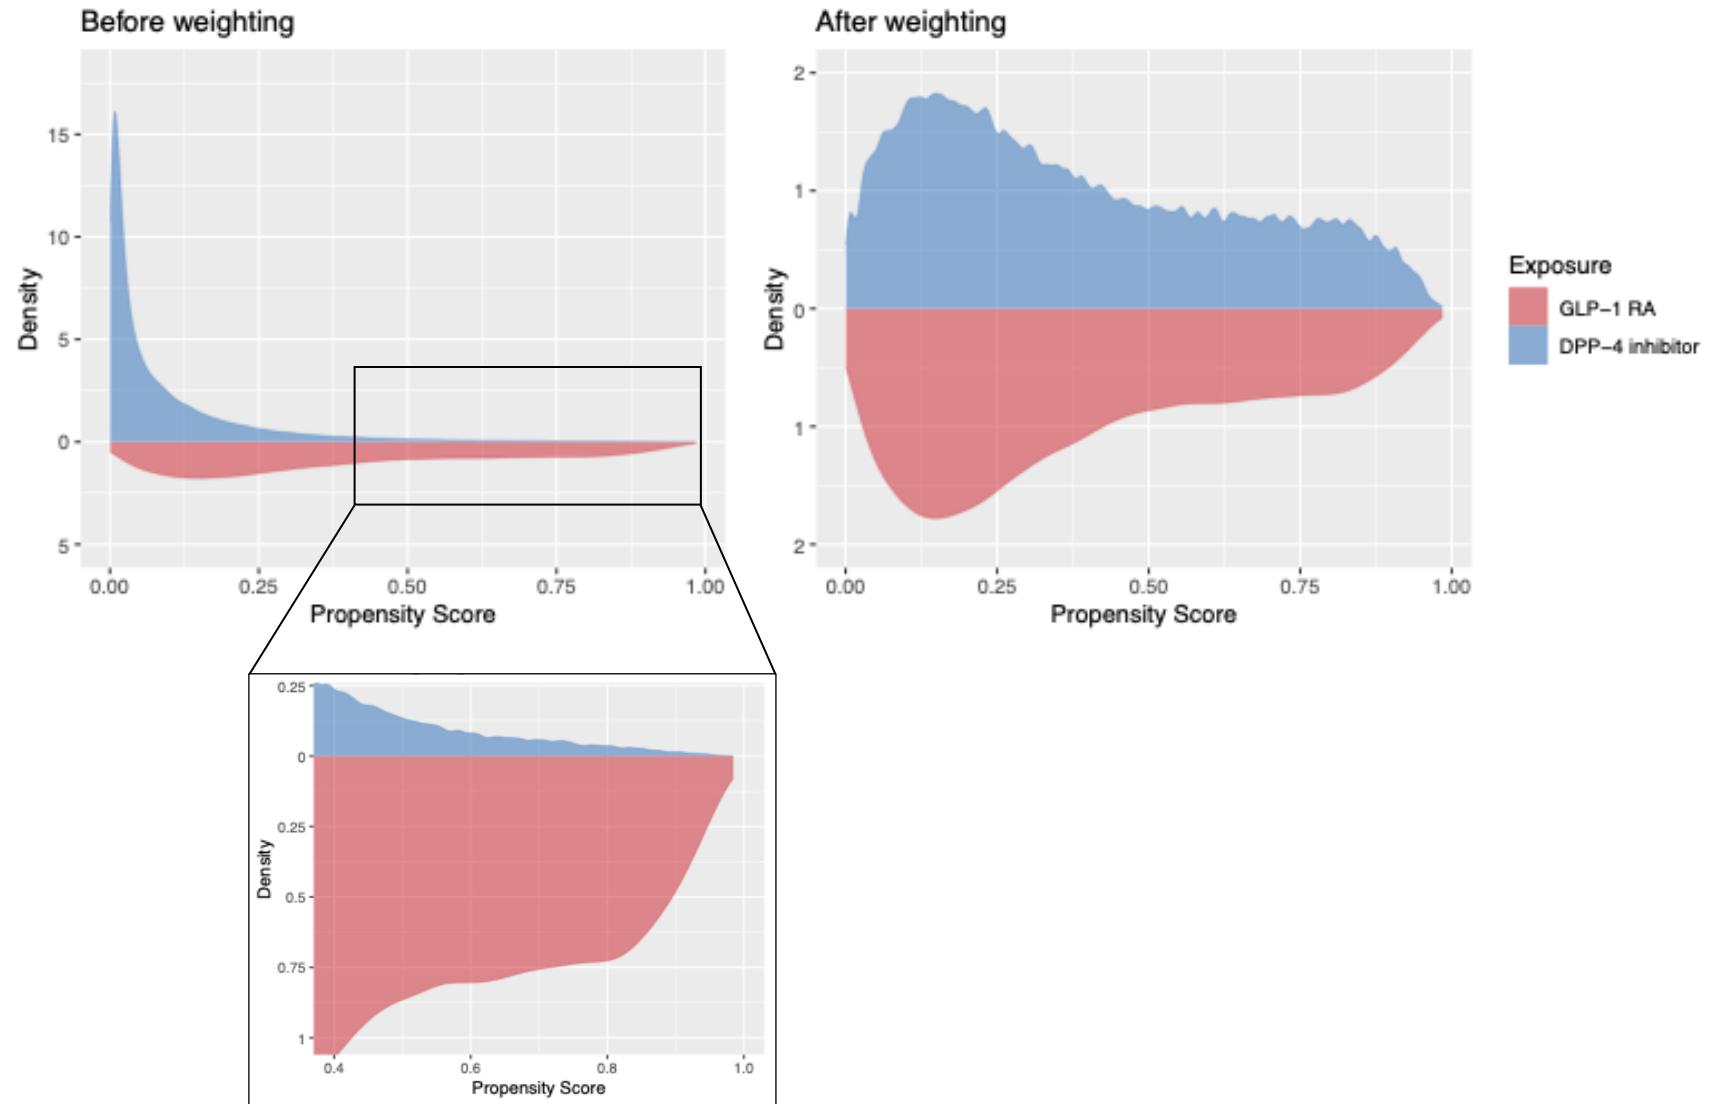 Before weighting
After weighting
Density
15
10
5
0
5
0.00 0.25 0.50 0.75 1.00
Propensity Score
Density
2
1
0
1
2
0.00 0.25 0.50 0.75 1.00
Propensity Score
Exposure
GLP−1 RA
DPP−4 inhibitor
Density
0.25
0
0.25
0.5
0.75
1
0.4 0.6 0.8 1.0
Propensity Score